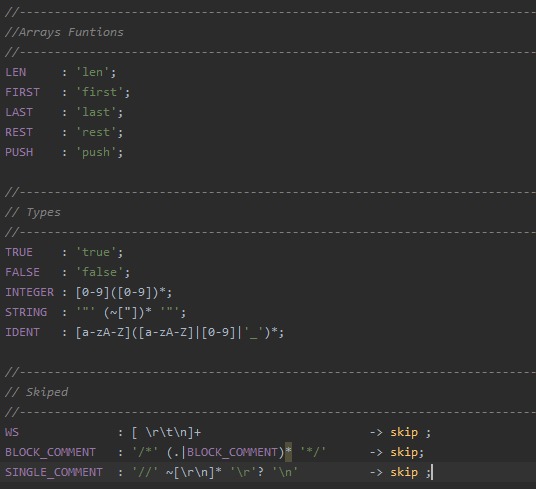 //--------------------------------------------------------------------------
//Arrays Funtions
//--------------------------------------------------------------------------
LEN     : 'len';
FIRST   : 'first';
LAST    : 'last';
REST    : 'rest';
PUSH    : 'push';
//--------------------------------------------------------------------------
// Types
//--------------------------------------------------------------------------
TRUE    : 'true';
FALSE   : 'false';
INTEGER : [0-9]([0-9])*;
STRING  : '"' (~["])* '"';
IDENT   : [a-zA-Z]([a-zA-Z]|[0-9]|'_')*;
//--------------------------------------------------------------------------
// Skiped
//--------------------------------------------------------------------------
WS              : [ \r\t\n]+                        -> skip ;
BLOCK_COMMENT   : '/*' (.|BLOCK_COMMENT)* '*/'      -> skip;
SINGLE_COMMENT  : '//' ~[\r\n]* '\r'? '\n'          -> skip ;